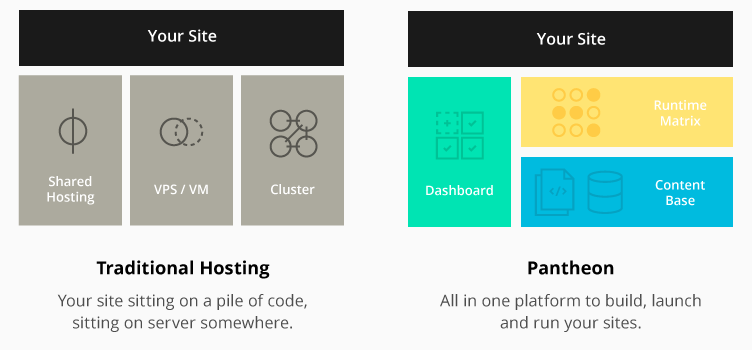 Your Site
Shared
Hosting
VPS / VM
Cluster
Traditional Hosting
Your site sitting on a pile of code,
sitting on server somewhere.
Your Site
Dashboard
Runtime
Matrix
Content
Base
Pantheon
All in one platform to build, launch
and run your sites.